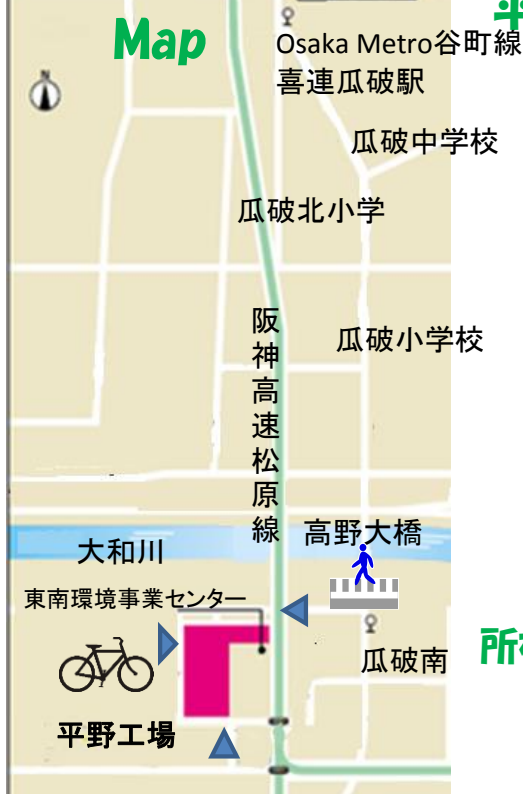 Map
平
Osaka Metro谷町線
喜連瓜破駅
N
瓜破中学校
瓜破北小学
瓜破小学校
阪神高速松原線
高野大橋
大和川
東南環境事業センター
瓜破南
平野工場